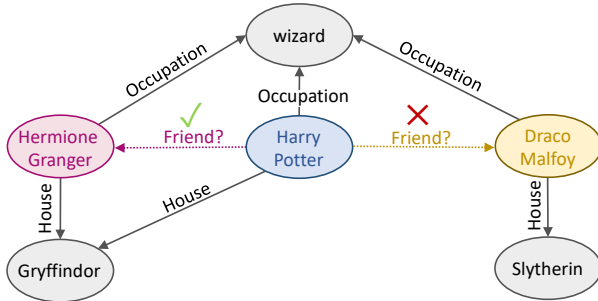 wizard
Occupation
Occupation
Occupation
Hermione
Granger
Friend?
Harry
Potter
Friend?
Draco
Malfoy
House
House
House
Gryffindor
Slytherin